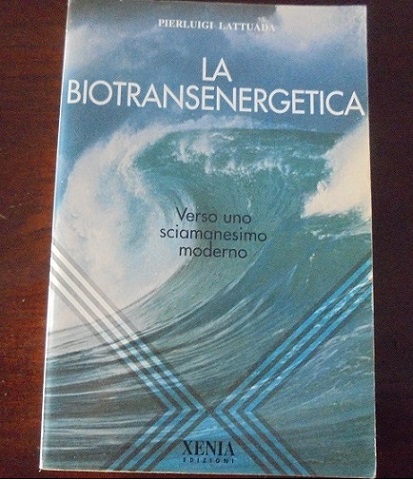 PIERLUIGI LATTUADA
LA
BIOTRANSENERGETICA
Verso uno
sciamanesimo
moderno
XENIA
EDIZIONI